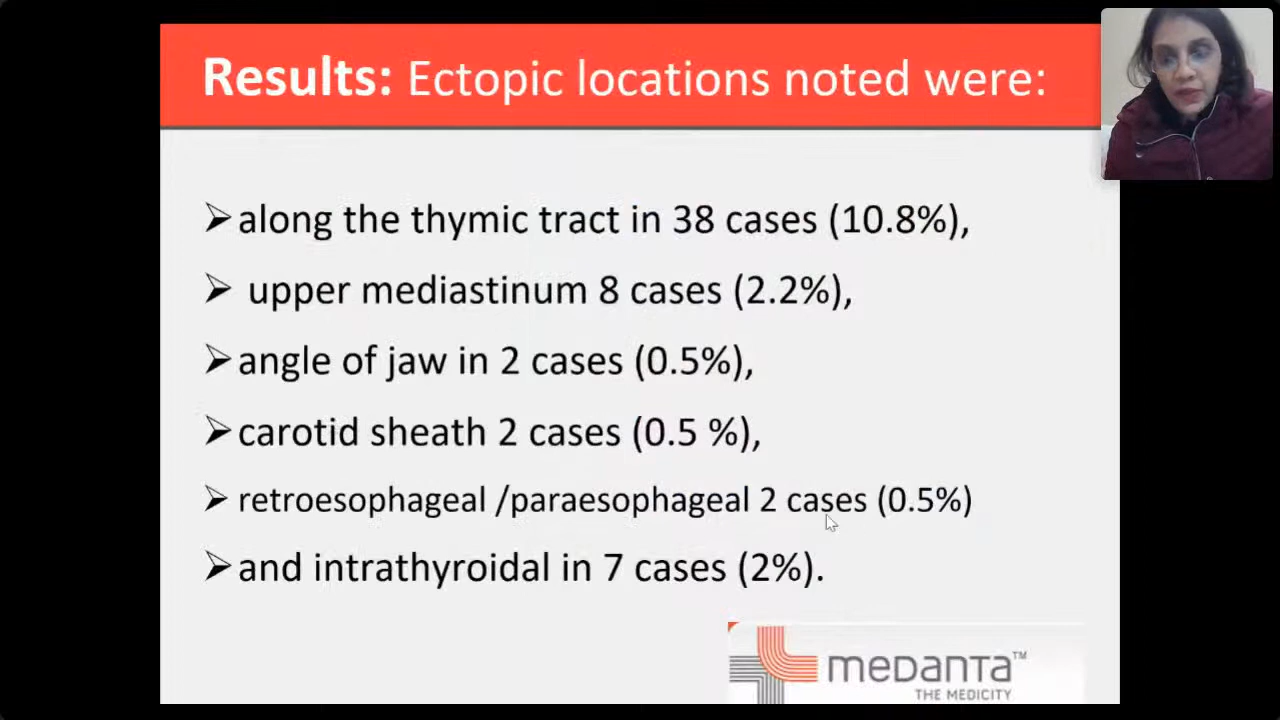 Results: Ectopic locations noted were:
➢along the thymic tract in 38 cases (10.8%),
➢ upper mediastinum 8 cases (2.2%),
➢angle of jaw in 2 cases (0.5%),
➢carotid sheath 2 cases (0.5 %),
➢retroesophageal /paraesophageal 2 cases (0.5%)
➢and intrathyroidal in 7 cases (2%).
medanta™
THE MEDICITY